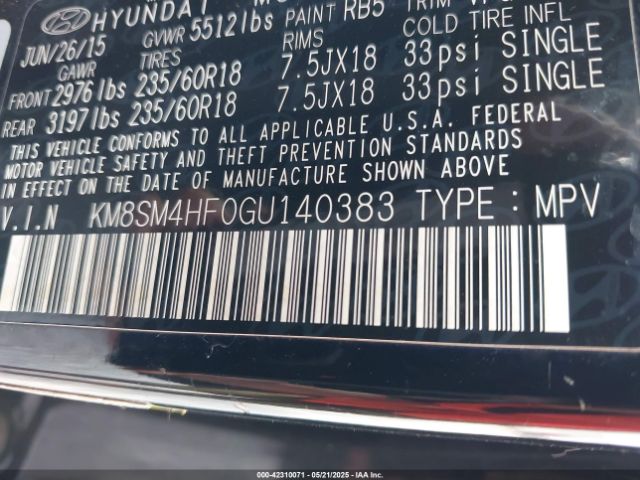 HYUNDAI
JUN/26/15 GVWR 5512lbs PAINT RB5 TRIM
GAWR TIRES RIMS COLD TIRE INFL
FRONT 2976lbs 235/60R18 7.5JX18 33psi SINGLE
REAR 3197lbs 235/60R18 7.5JX18 33psi SINGLE
THIS VEHICLE CONFORMS TO ALL APPLICABLE U.S.A. FEDERAL
MOTOR VEHICLE SAFETY AND THEFT PREVENTION STANDARDS
IN EFFECT ON THE DATE OF MANUFACTURE SHOWN ABOVE
V.I.N KM8SM4HF0GU140383 TYPE : MPV
000-42310071 - 05/21/2025 - IAAI.COM